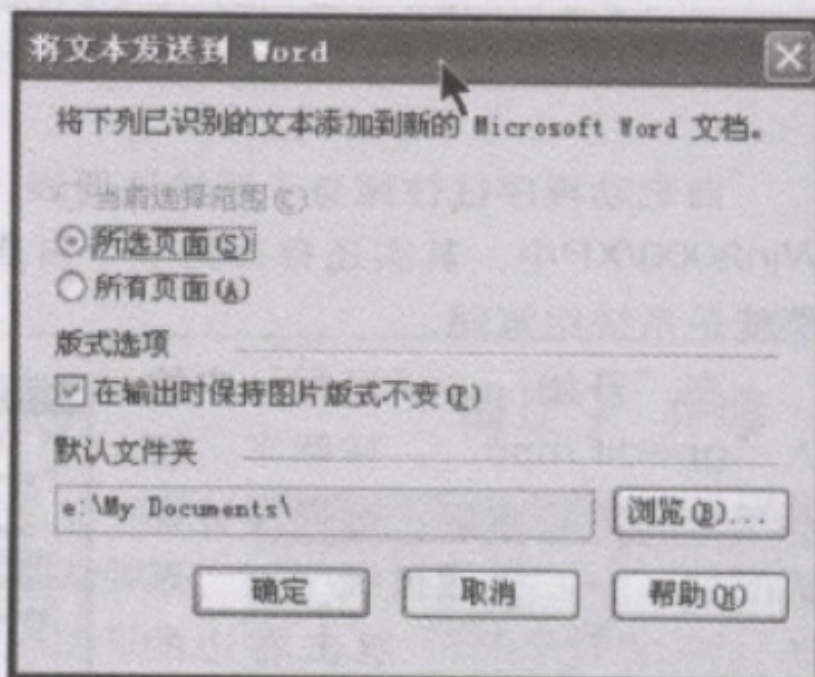 将文本发送到 Word
将下列已识别的文本添加到新的 Microsoft Word 文档。
当前选择范围(C)
所选页面(S)
所有页面(A)
版式选项
在输出时保持图片版式不变(P)
默认文件夹
e:\My Documents\
浏览(B)...
确定 取消 帮助(H)